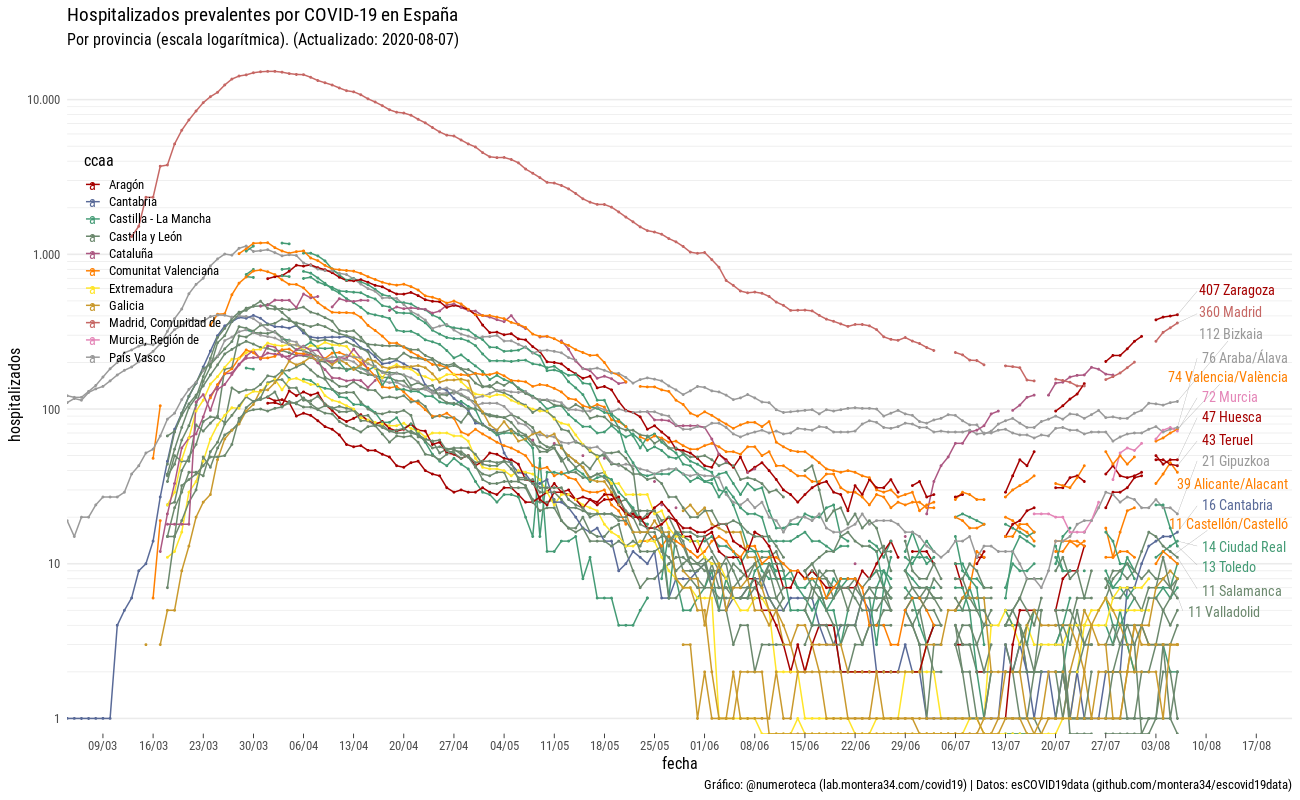 Hospitalizados prevalentes por COVID-19 en España
Por provincia (escala logarítmica). (Actualizado: 2020-08-07)
hospitalizados
10.000
1.000
100
10
1
ccaa
Aragón
Cantabria
Castilla - La Mancha
Castilla y León
Cataluña
Comunitat Valenciana
Extremadura
Galicia
Madrid, Comunidad de
Murcia, Región de
País Vasco
407 Zaragoza
360 Madrid
112 Bizkaia
76 Araba/Álava
74 Valencia/València
72 Murcia
47 Huesca
43 Teruel
21 Gipuzkoa
39 Alicante/Alacant
16 Cantabria
11 Castellón/Castelló
14 Ciudad Real
13 Toledo
11 Salamanca
11 Valladolid
09/03 16/03 23/03 30/03 06/04 13/04 20/04 27/04 04/05 11/05 18/05 25/05 01/06 08/06 15/06 22/06 29/06 06/07 13/07 20/07 27/07 03/08 10/08 17/08
fecha
Gráfico: @numeroteca (lab.montera34.com/covid19) | Datos: esCOVID19data (github.com/montera34/escovid19data)